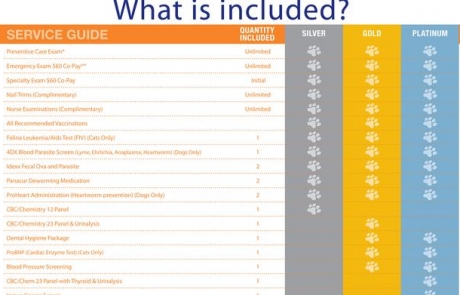 What is included?
SERVICE GUIDE QUANTITY INCLUDED SILVER GOLD PLATINUM
Preventive Care Exam* Unlimited
Emergency Exam $60 Co-Pay** Unlimited
Specialty Exam $60 Co-Pay Initial
Nail Trims (Complimentary) Unlimited
Nurse Examinations (Complimentary) Unlimited
All Recommended Vaccinations
Feline Leukemia/Aids Test (FIV) (Cats Only) 1
4DX Blood Parasite Screen (Lyme, Ehrlichia, Anaplasma, Heartworm) (Dogs Only) 1
Idexx Fecal Ova and Parasite 2
Panacur Deworming Medication 2
ProHeart Administration (Heartworm prevention) (Dogs Only) 2
CBC/Chemistry 12 Panel 1
CBC/Chemistry 23 Panel & Urinalysis 1
Dental Hygiene Package 1
ProBNP (Cardiac Enzyme Test) (Cats Only) 1
Blood Pressure Screening 1
CBC/Chem 23 Panel with Thyroid & Urinalysis 1